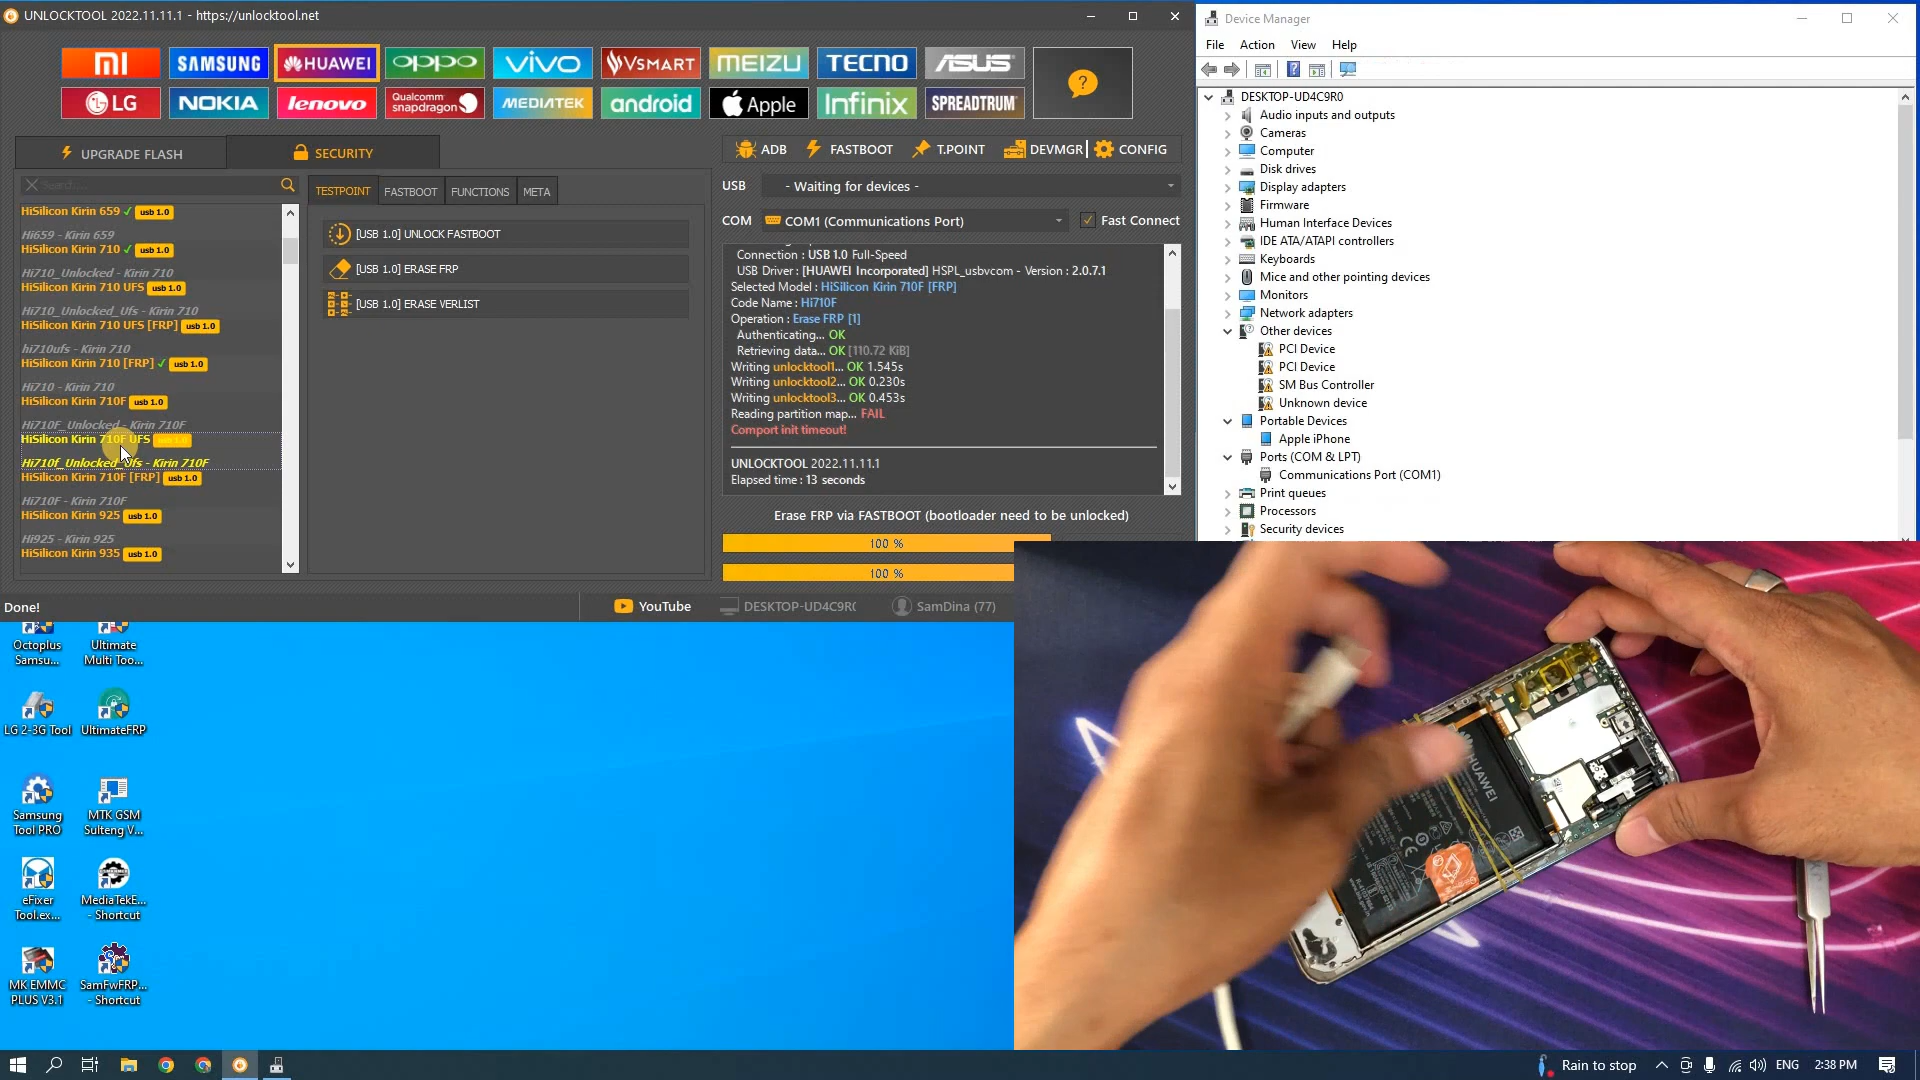 UNLOCKTOOL 2022.11.11.1 - https://unlocktool.net
SAMSUNG
HUAWEI
oppo
vivo
VSMART
MEIZU
TECNO
ASUS
LG
NOKIA
lenovo
Qualcomm
snapdragon
MEDIATEK
android
Apple
Infinix
SPREADTRUM
?
UPGRADE FLASH
SECURITY
Search...
HiSilicon Kirin 659 ✓ usb 1.0
Hi659 - Kirin 659
HiSilicon Kirin 710 ✓ usb 1.0
Hi710_Unlocked - Kirin 710
HiSilicon Kirin 710 UFS usb 1.0
Hi710_Unlocked_Ufs - Kirin 710
HiSilicon Kirin 710 UFS [FRP] usb 1.0
hi710ufs - Kirin 710
HiSilicon Kirin 710 [FRP] ✓ usb 1.0
Hi710 - Kirin 710
HiSilicon Kirin 710F usb 1.0
Hi710F_Unlocked - Kirin 710F
HiSilicon Kirin 710F UFS usb 1.0
Hi710f_Unlocked_Ufs - Kirin 710F
HiSilicon Kirin 710F [FRP] usb 1.0
Hi710F - Kirin 710F
HiSilicon Kirin 925 usb 1.0
Hi925 - Kirin 925
HiSilicon Kirin 935 usb 1.0
TESTPOINT
FASTBOOT
FUNCTIONS
META
[USB 1.0] UNLOCK FASTBOOT
[USB 1.0] ERASE FRP
[USB 1.0] ERASE VERLIST
ADB
FASTBOOT
T.POINT
DEVMGR
CONFIG
USB
- Waiting for devices -
COM
COM1 (Communications Port)
Fast Connect
Connection : USB 1.0 Full-Speed
USB Driver : [HUAWEI Incorporated] HSPL_usbvcom - Version : 2.0.7.1
Selected Model : HiSilicon Kirin 710F [FRP]
Code Name : Hi710F
Operation : Erase FRP [1]
Authenticating... OK
Retrieving data... OK [110.72 KiB]
Writing unlocktool1... OK 1.545s
Writing unlocktool2... OK 0.230s
Writing unlocktool3... OK 0.453s
Reading partition map... FAIL
Comport init timeout!
UNLOCKTOOL 2022.11.11.1
Elapsed time : 13 seconds
Erase FRP via FASTBOOT (bootloader need to be unlocked)
100 %
100 %
Done!
YouTube
SamDina (77)
Device Manager
File
Action
View
Help
DESKTOP-UD4C9R0
Audio inputs and outputs
Cameras
Computer
Disk drives
Display adapters
Firmware
Human Interface Devices
IDE ATA/ATAPI controllers
Keyboards
Mice and other pointing devices
Monitors
Network adapters
Other devices
PCI Device
PCI Device
SM Bus Controller
Unknown device
Portable Devices
Apple iPhone
Ports (COM & LPT)
Communications Port (COM1)
Print queues
Processors
Security devices
Octoplus
Samsu...
Ultimate
Multi Too...
LG 2-3G Tool
UltimateFRP
Samsung
Tool PRO
MTK GSM
Sulteng V...
eFixer
Tool.ex...
MediaTekE...
- Shortcut
MK EMMC
PLUS V3.1
SamFwFRP...
- Shortcut
HUAWEI
Rain to stop
ENG
2:38 PM